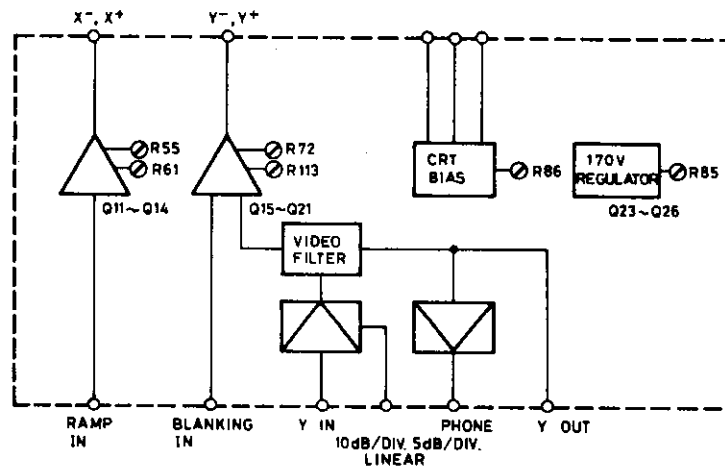 X⁻, X⁺
Y⁻, Y⁺
R55
R61
R72
R113
CRT
BIAS
R86
170V
REGULATOR
R85
Q11~Q14
Q15~Q21
Q23~Q26
VIDEO
FILTER
RAMP
IN
BLANKING
IN
Y IN
PHONE
Y OUT
10dB/DIV. 5dB/DIV.
LINEAR